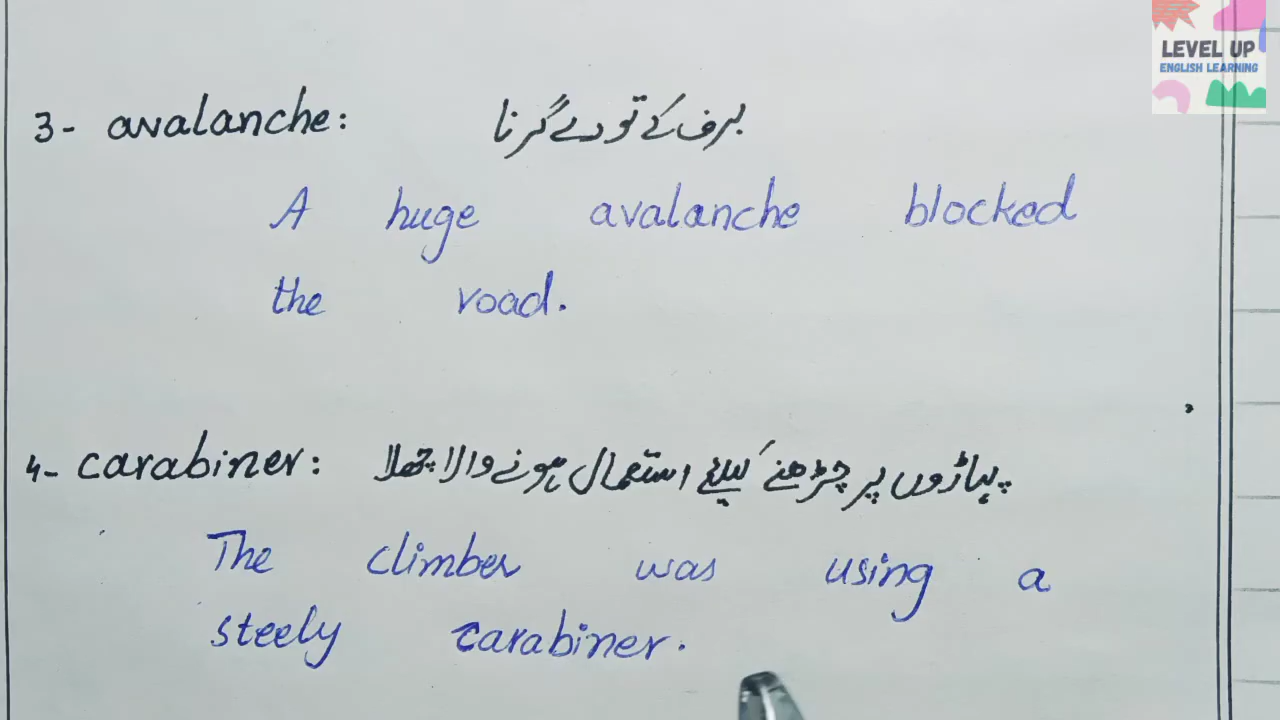 LEVEL UP
ENGLISH LEARNING
3- avalanche: برف کے تودے گرنا
A huge avalanche blocked
the road.
4- carabiner: پہاڑوں پر چڑھنے کیلئے استعمال ہونے والا چھلا
The climber was using a
steely carabiner.